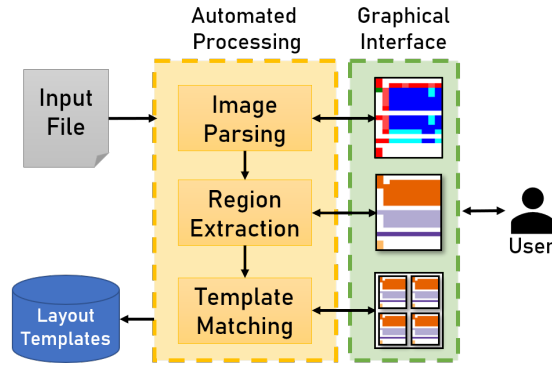 Automated
Processing
Graphical
Interface
Input
File
Image
Parsing
Region
Extraction
User
Template
Matching
Layout
Templates